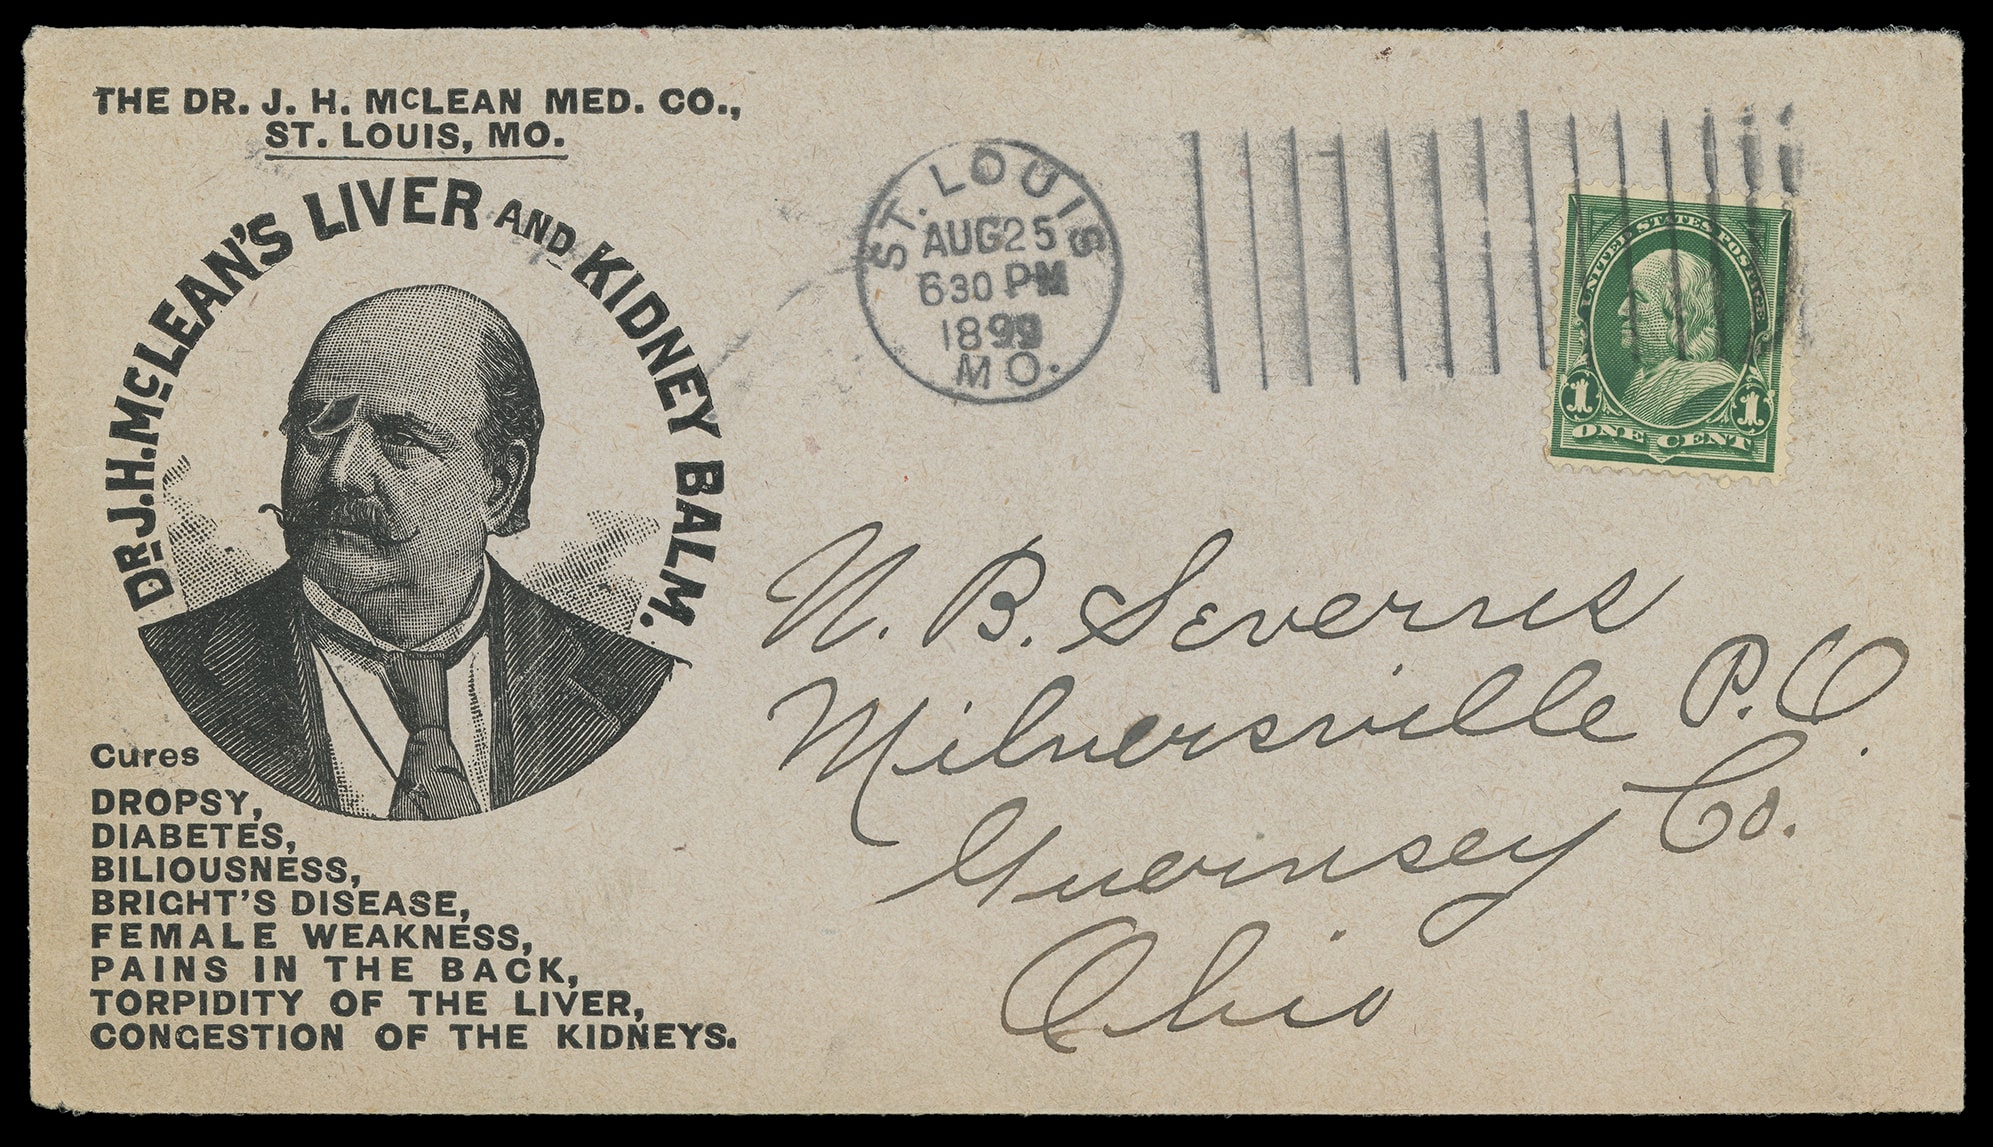 THE DR. J. H. McLEAN MED. CO.,
ST. LOUIS, MO.
DR. J. H. McLEAN'S LIVER AND KIDNEY BALM.
Cures
DROPSY,
DIABETES,
BILIOUSNESS,
BRIGHT'S DISEASE,
FEMALE WEAKNESS,
PAINS IN THE BACK,
TORPIDITY OF THE LIVER,
CONGESTION OF THE KIDNEYS.
ST. LOUIS
AUG 25
6 30 PM
1899
MO.
UNITED STATES POSTAGE
1 1
ONE CENT
N. B. Severns
Milnersville P.O.
Guernsey Co.
Ohio